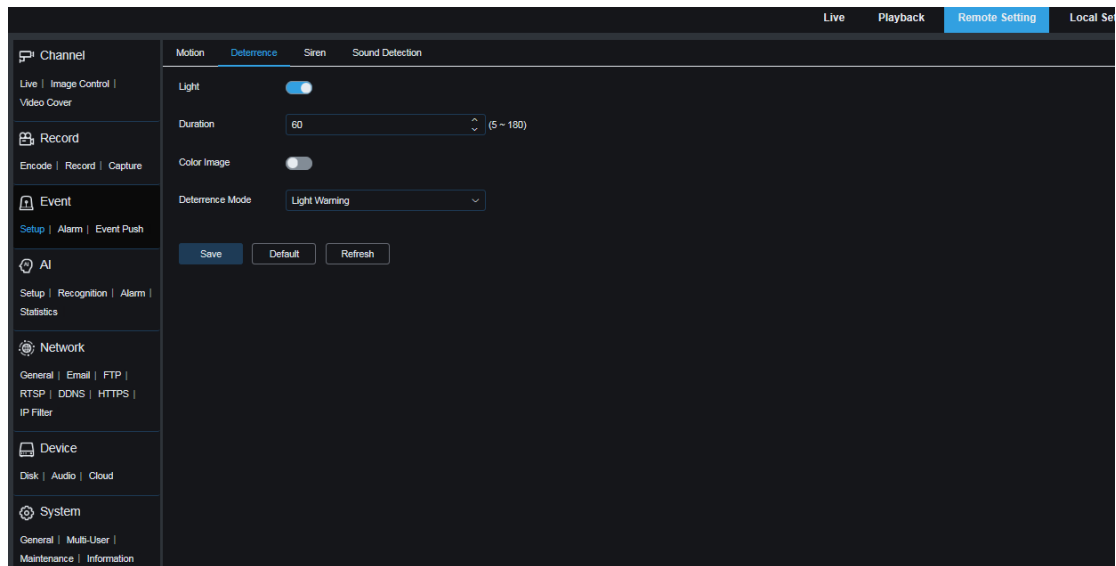 Live Playback Remote Setting Local Set
Channel
Live | Image Control |
Video Cover
Record
Encode | Record | Capture
Event
Setup | Alarm | Event Push
AI
Setup | Recognition | Alarm |
Statistics
Network
General | Email | FTP |
RTSP | DDNS | HTTPS |
IP Filter
Device
Disk | Audio | Cloud
System
General | Multi-User |
Maintenance | Information
Motion Deterrence Siren Sound Detection
Light
Duration 60 (5 ~ 180)
Color Image
Deterrence Mode Light Warning
Save Default Refresh